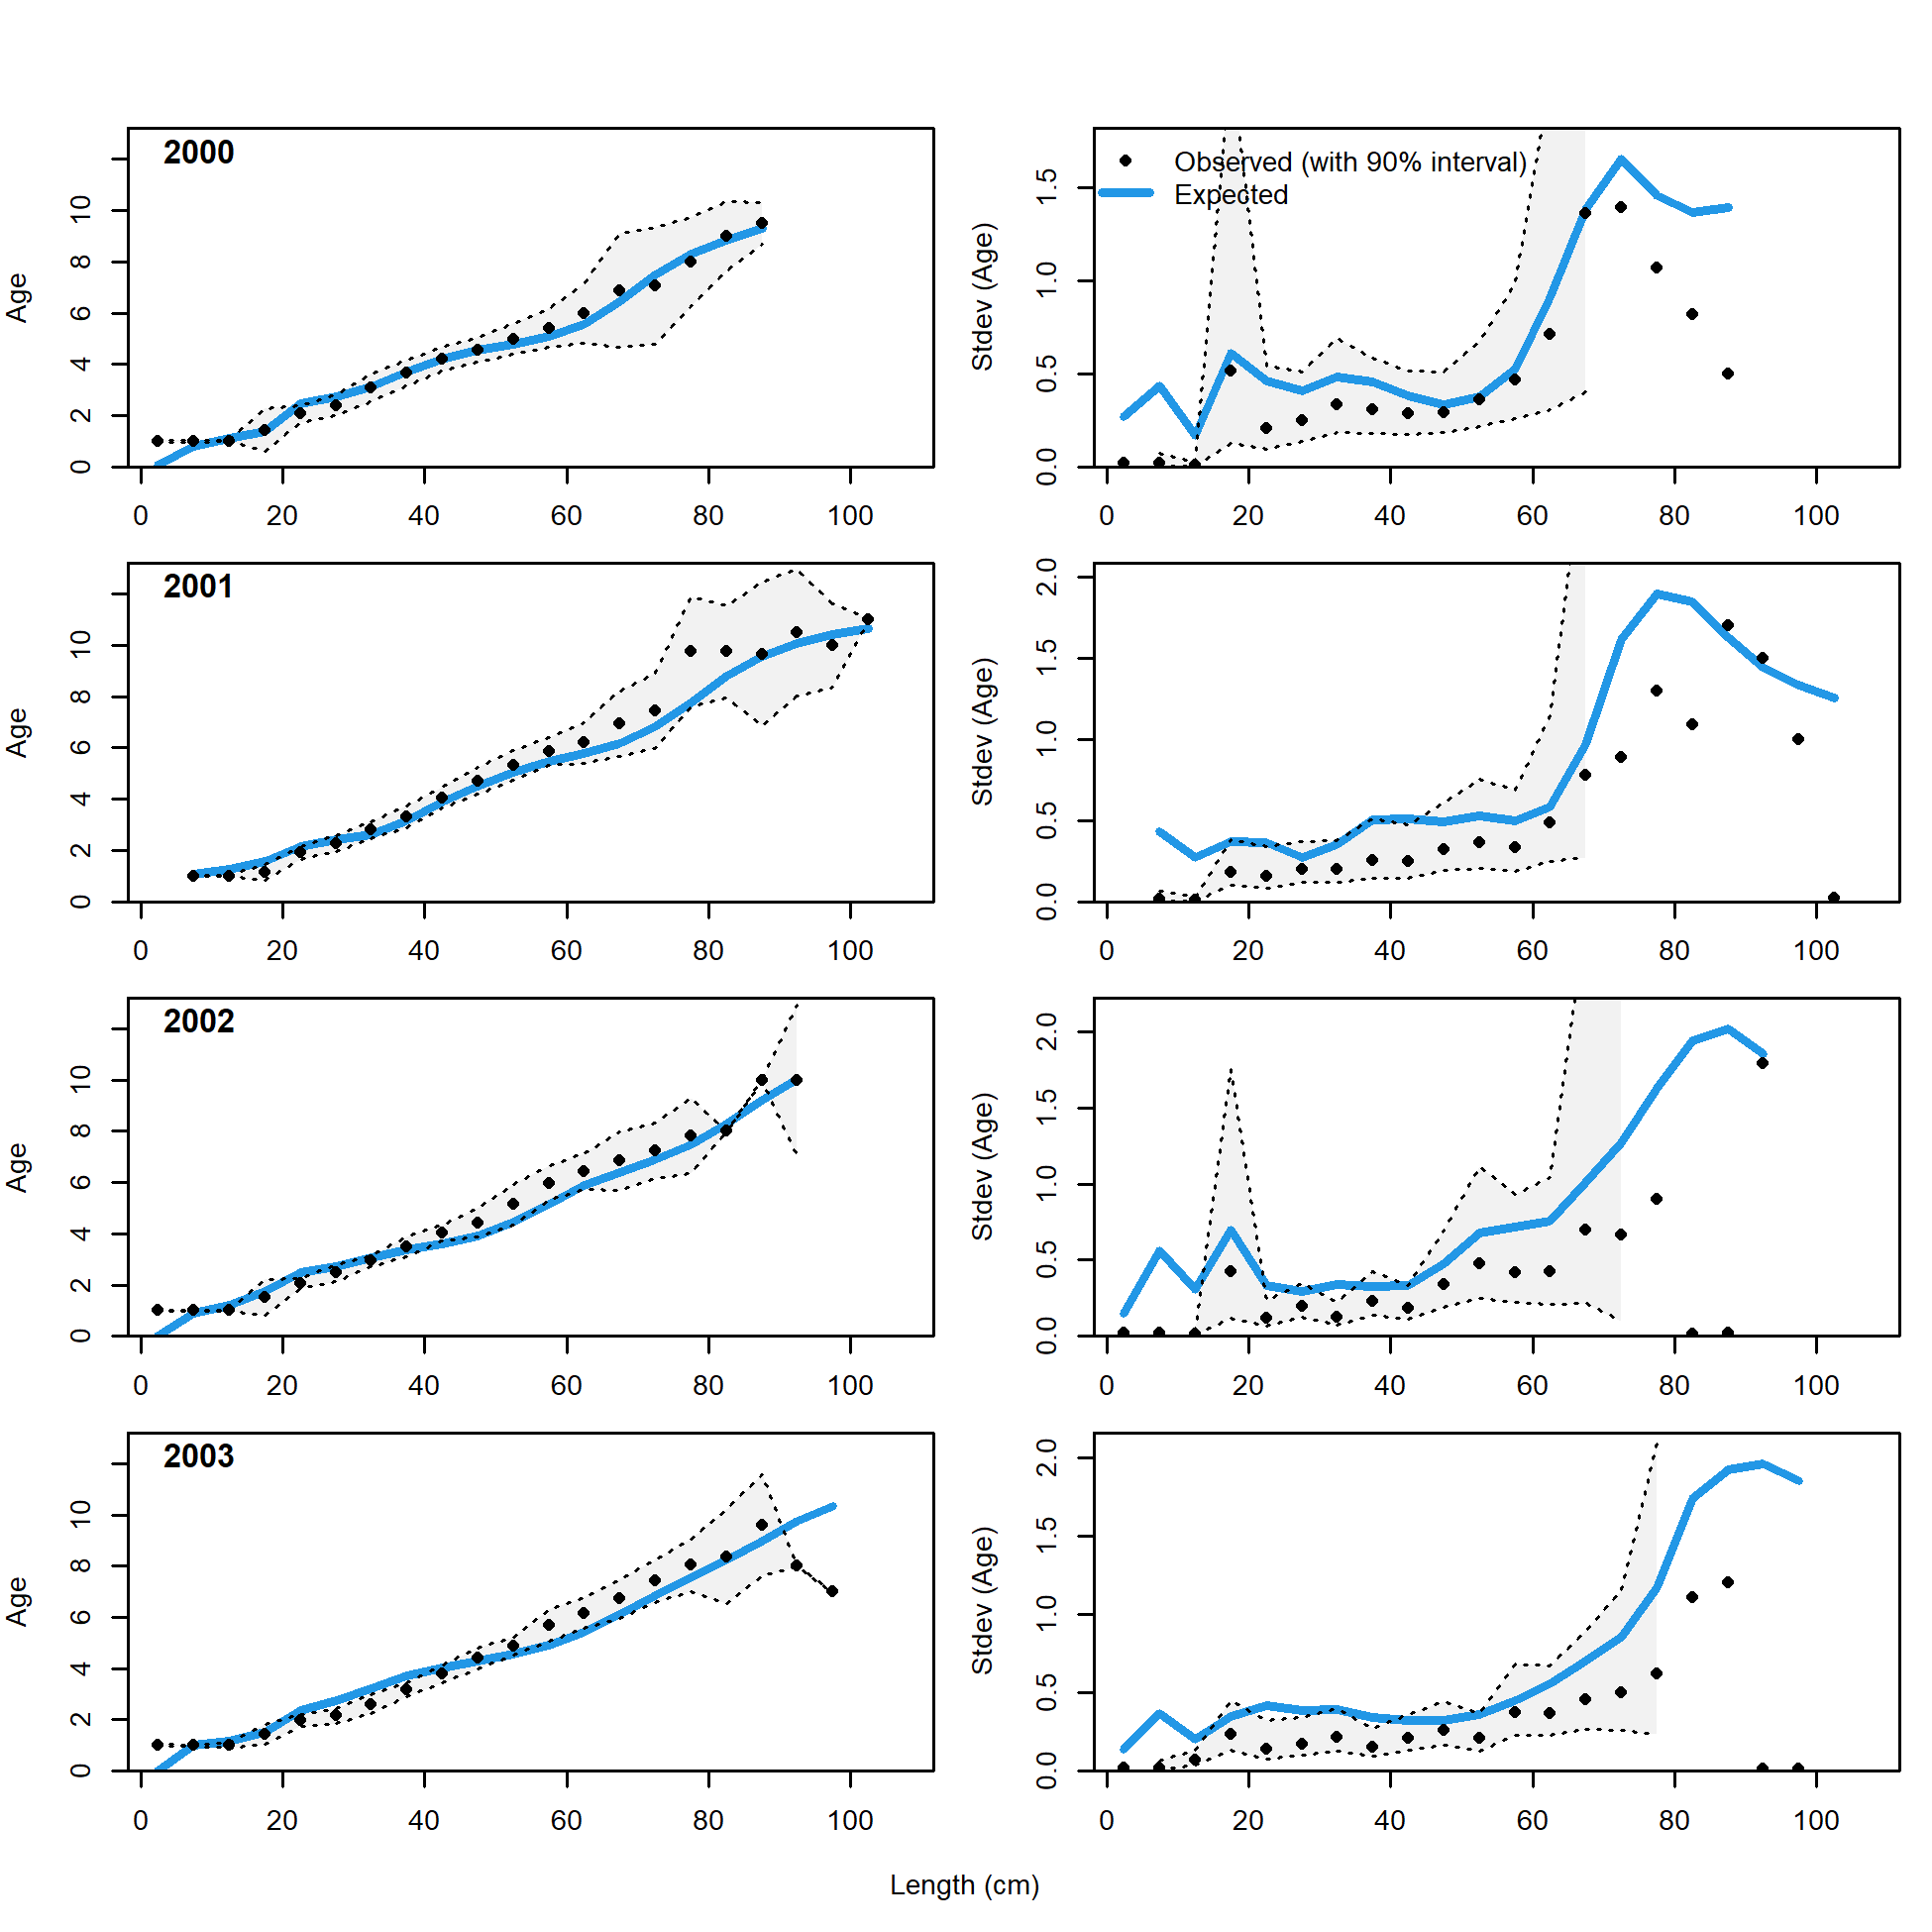 2000
Age
0 2 4 6 8 10
0 20 40 60 80 100
Observed (with 90% interval)
Expected
Stdev (Age)
0.0 0.5 1.0 1.5
0 20 40 60 80 100
2001
Age
0 2 4 6 8 10
0 20 40 60 80 100
Stdev (Age)
0.0 0.5 1.0 1.5 2.0
0 20 40 60 80 100
2002
Age
0 2 4 6 8 10
0 20 40 60 80 100
Stdev (Age)
0.0 0.5 1.0 1.5 2.0
0 20 40 60 80 100
2003
Age
0 2 4 6 8 10
0 20 40 60 80 100
Stdev (Age)
0.0 0.5 1.0 1.5 2.0
0 20 40 60 80 100
Length (cm)